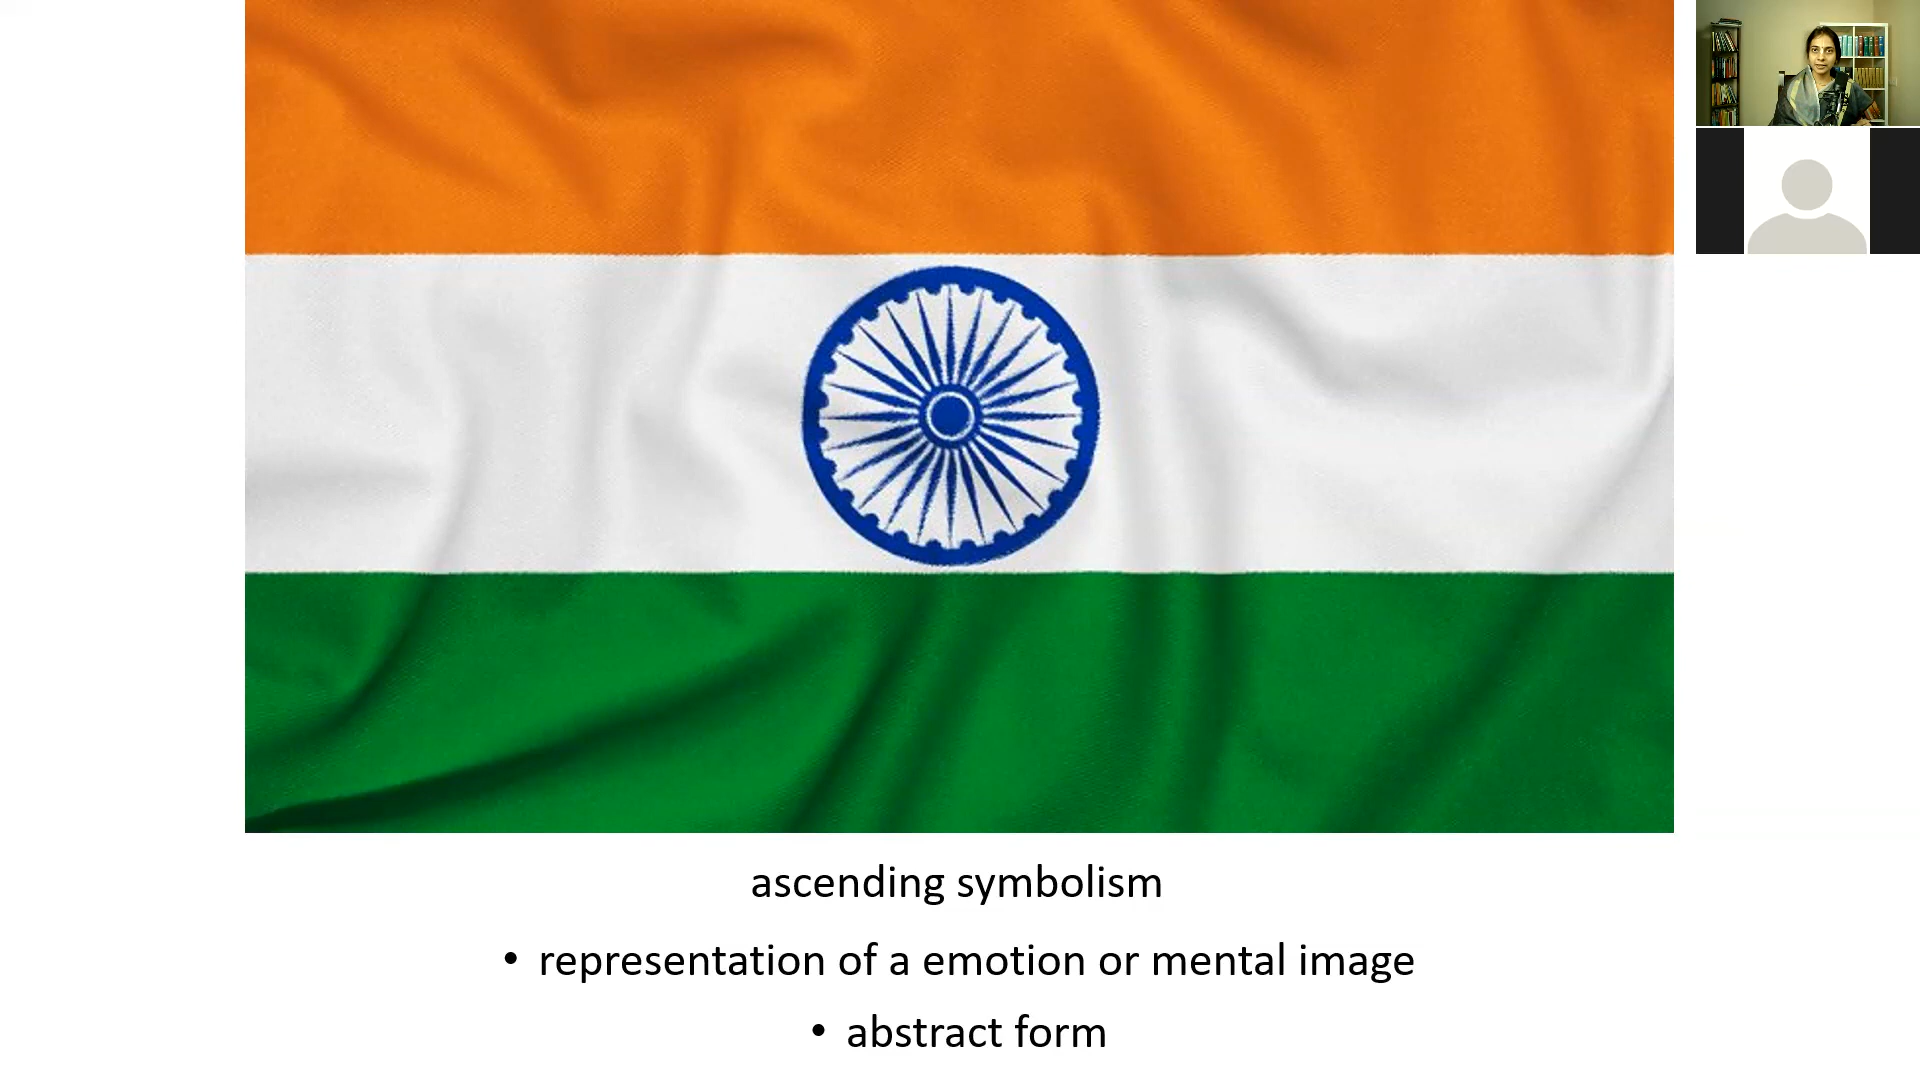 ascending symbolism
• representation of a emotion or mental image
• abstract form